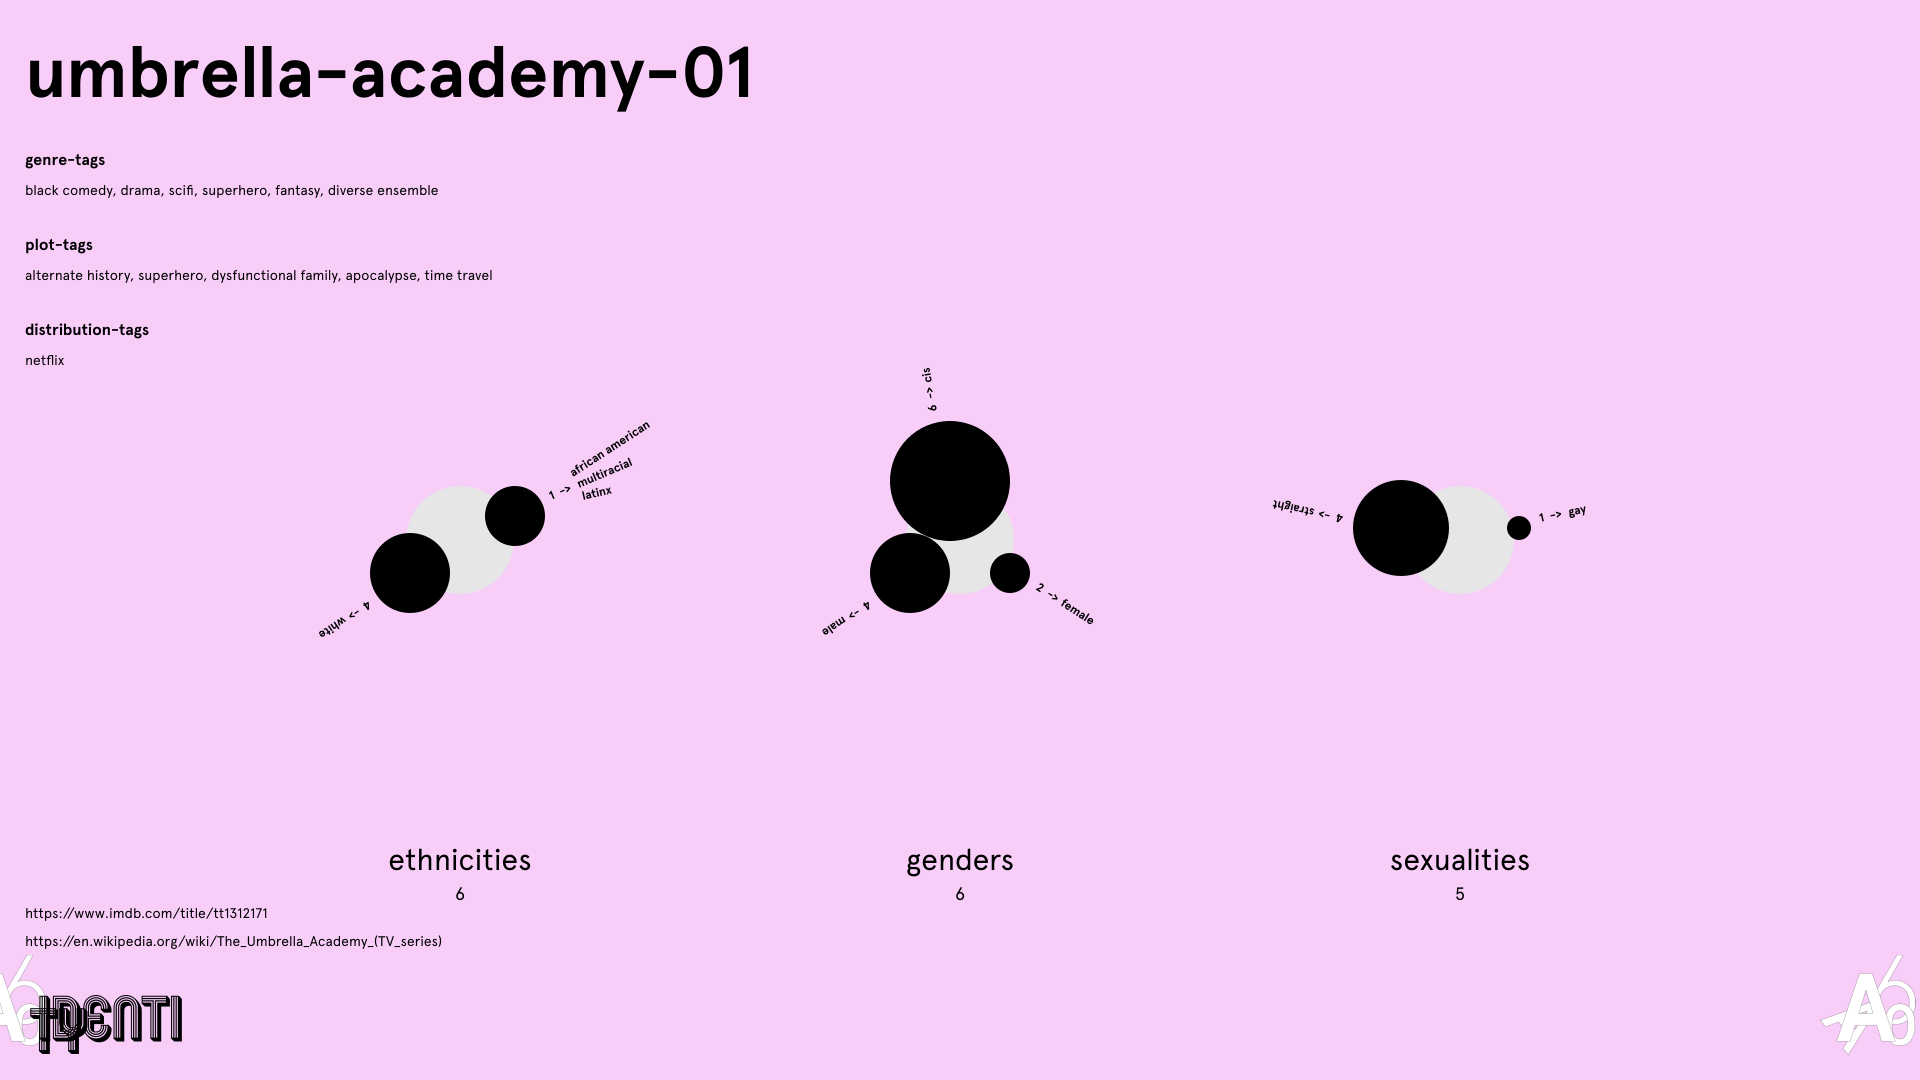 umbrella-academy-01
genre-tags
black comedy, drama, scifi, superhero, fantasy, diverse ensemble
plot-tags
alternate history, superhero, dysfunctional family, apocalypse, time travel
distribution-tags
netflix
1 -> african american
multiracial
latinx
4 -> white
6 -> cis
4 -> male
2 -> female
4 -> straight
1 -> gay
ethnicities
6
genders
6
sexualities
5
https://www.imdb.com/title/tt1312171
https://en.wikipedia.org/wiki/The_Umbrella_Academy_(TV_series)
IDENTI